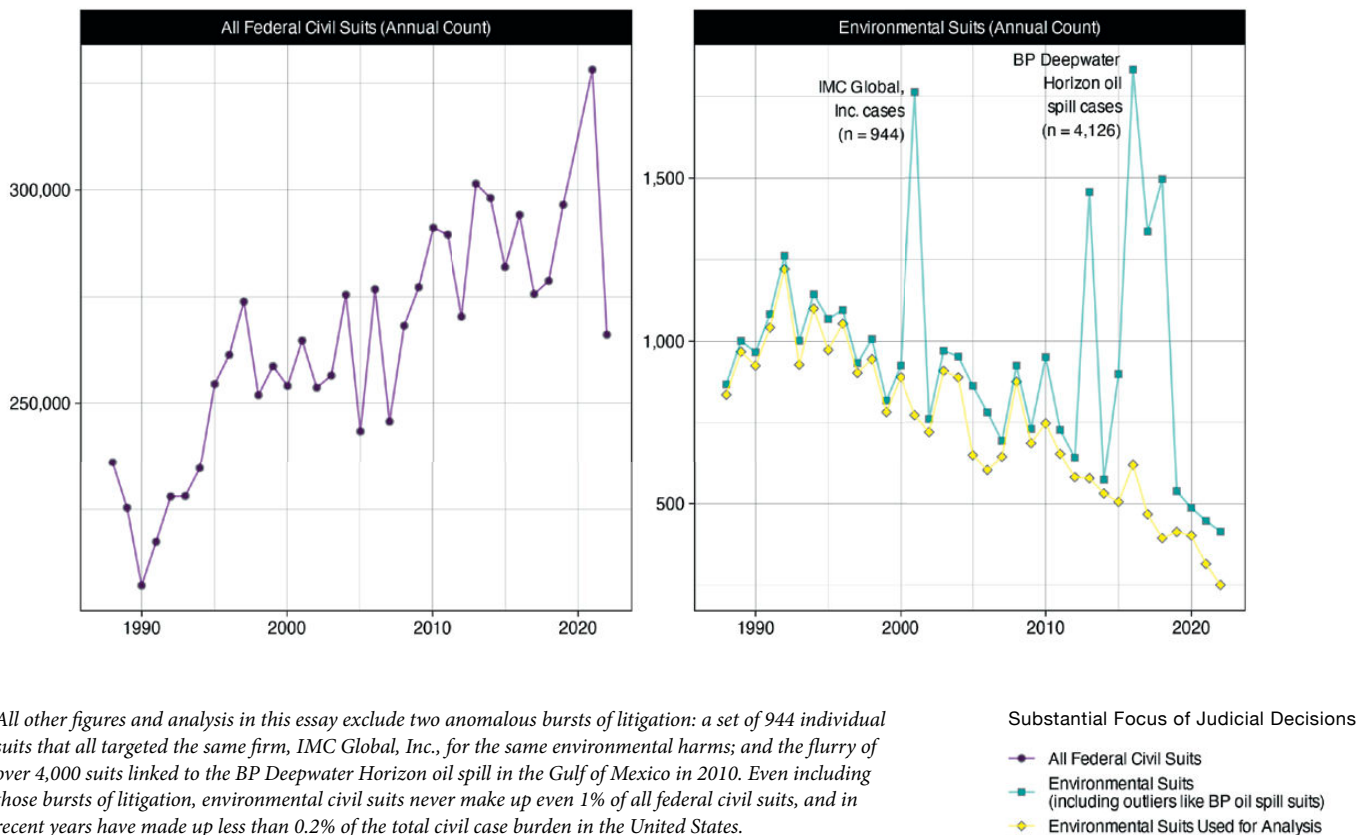 All Federal Civil Suits (Annual Count)
300,000
250,000
1990
2000
2010
2020
Environmental Suits (Annual Count)
IMC Global,
Inc. cases
(n = 944)
BP Deepwater
Horizon oil
spill cases
(n = 4,126)
1,500
1,000
500
1990
2000
2010
2020
All other figures and analysis in this essay exclude two anomalous bursts of litigation: a set of 944 individual
suits that all targeted the same firm, IMC Global, Inc., for the same environmental harms; and the flurry of
over 4,000 suits linked to the BP Deepwater Horizon oil spill in the Gulf of Mexico in 2010. Even including
those bursts of litigation, environmental civil suits never make up even 1% of all federal civil suits, and in
recent years have made up less than 0.2% of the total civil case burden in the United States.
Substantial Focus of Judicial Decisions
All Federal Civil Suits
Environmental Suits
(including outliers like BP oil spill suits)
Environmental Suits Used for Analysis